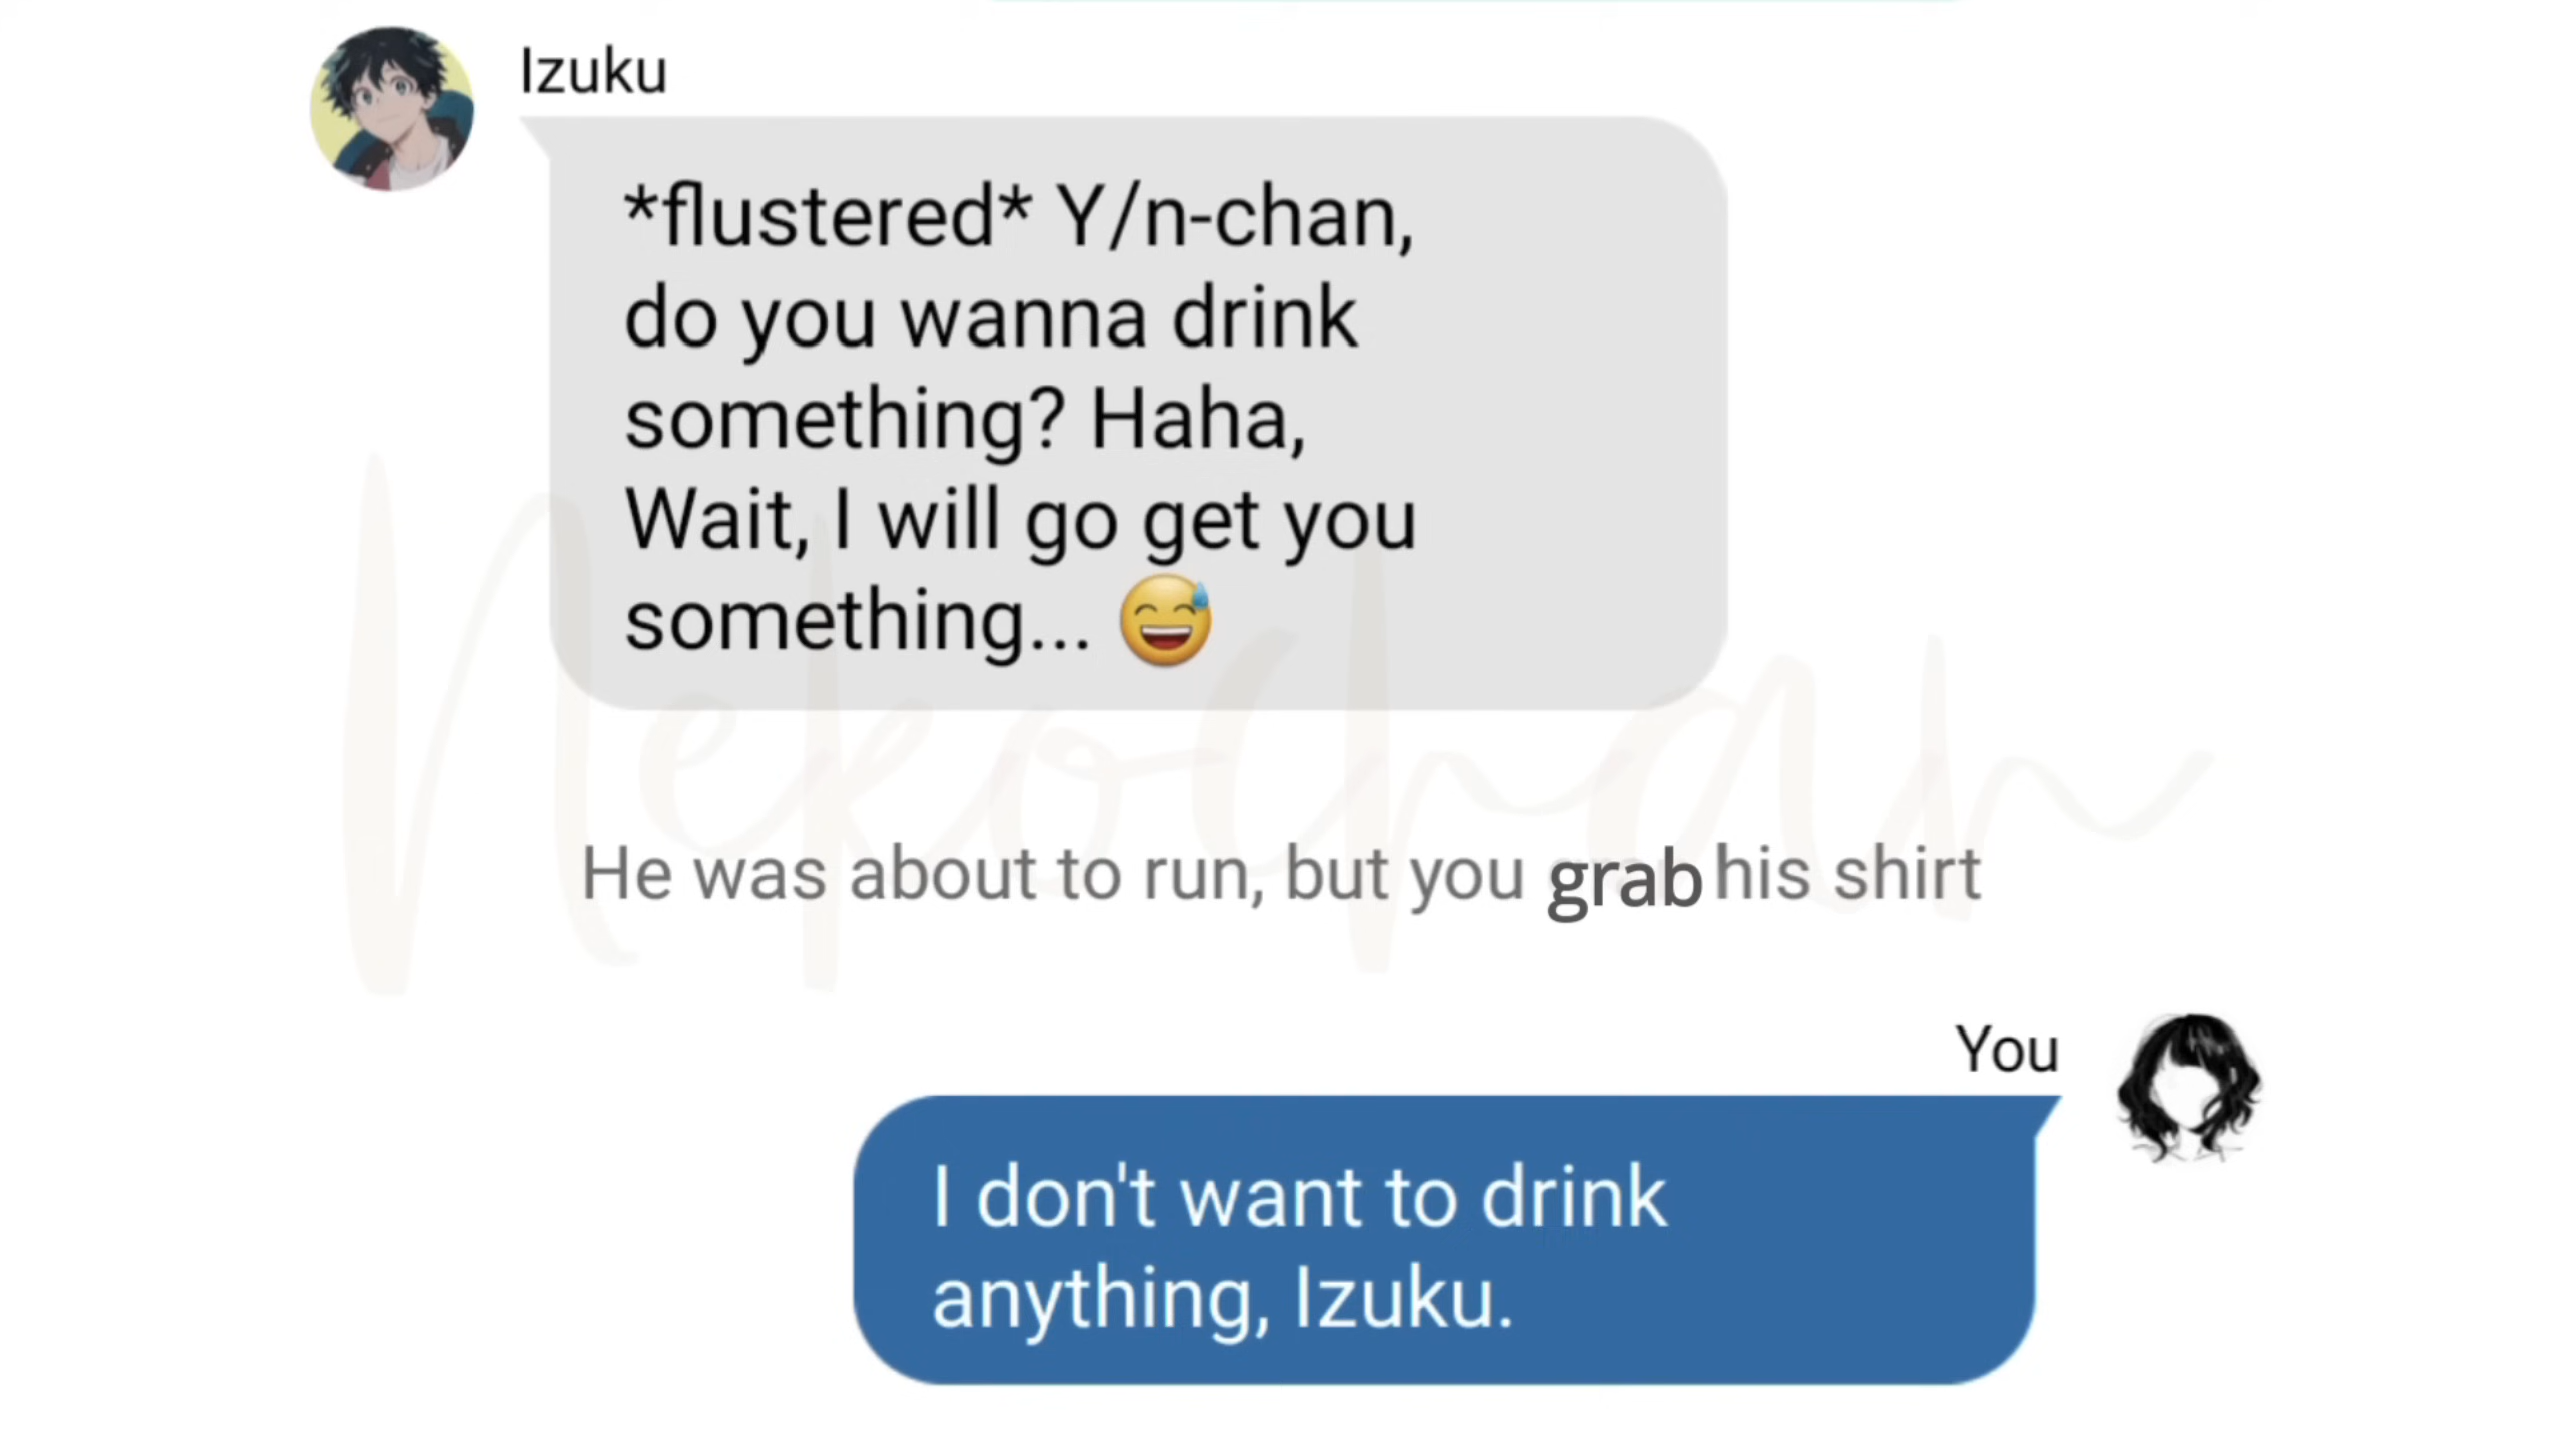 Izuku
*flustered* Y/n-chan,
do you wanna drink
something? Haha,
Wait, I will go get you
something... 😅
NekoChan
He was about to run, but you grab his shirt
You
I don't want to drink
anything, Izuku.